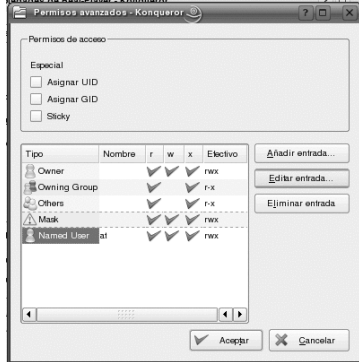 Permisos avanzados - Konqueror
Permisos de acceso
Especial
Asignar UID
Asignar GID
Sticky
Tipo Nombre r w x Efectivo
Owner rwx
Owning Group r-x
Others r-x
Mask rwx
Named User at rwx
Añadir entrada...
Editar entrada...
Eliminar entrada
Aceptar
Cancelar